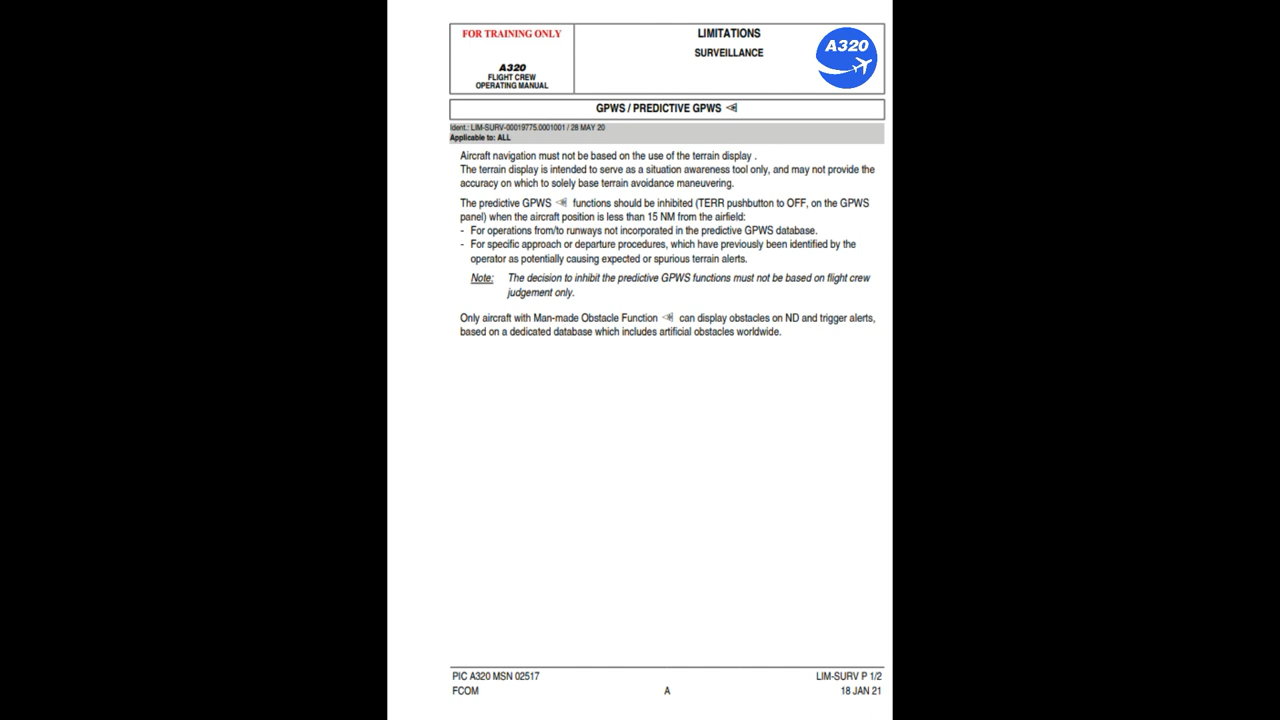 FOR TRAINING ONLY
A320
FLIGHT CREW
OPERATING MANUAL
LIMITATIONS
SURVEILLANCE
A320
GPWS / PREDICTIVE GPWS
Ident.: LIM-SURV-00019775.0001001 / 28 MAY 20
Applicable to: ALL
Aircraft navigation must not be based on the use of the terrain display .
The terrain display is intended to serve as a situation awareness tool only, and may not provide the
accuracy on which to solely base terrain avoidance maneuvering.
The predictive GPWS functions should be inhibited (TERR pushbutton to OFF, on the GPWS
panel) when the aircraft position is less than 15 NM from the airfield:
- For operations from/to runways not incorporated in the predictive GPWS database.
- For specific approach or departure procedures, which have previously been identified by the
operator as potentially causing expected or spurious terrain alerts.
Note: The decision to inhibit the predictive GPWS functions must not be based on flight crew
judgement only.
Only aircraft with Man-made Obstacle Function can display obstacles on ND and trigger alerts,
based on a dedicated database which includes artificial obstacles worldwide.
PIC A320 MSN 02517
LIM-SURV P 1/2
FCOM
A
18 JAN 21